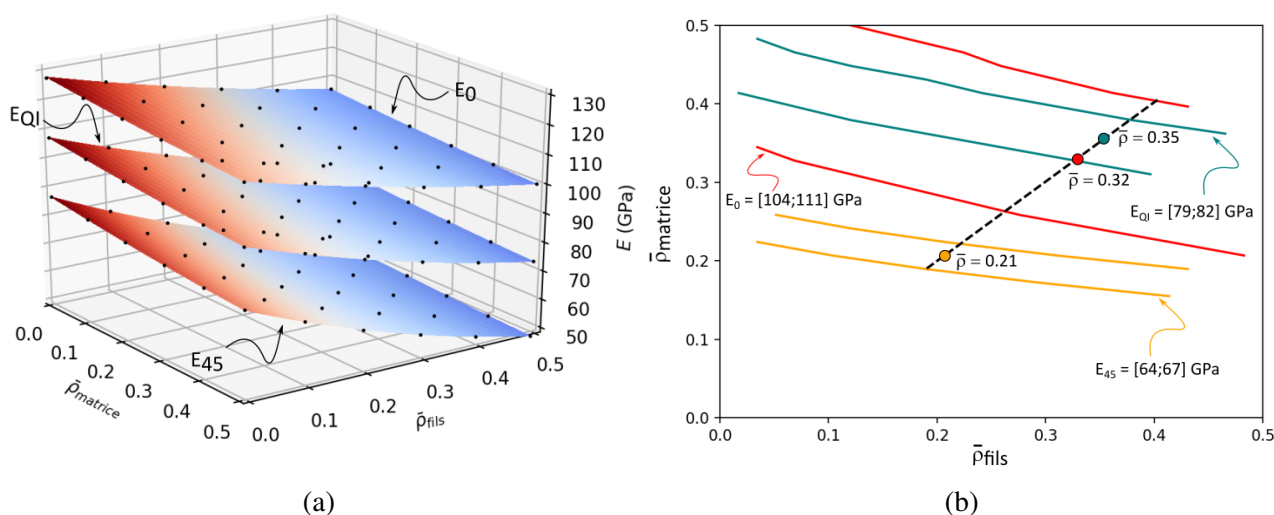 E0
EQI
E45
130
120
110
100
90
80
70
60
50
E (GPa)
0.0
0.1
0.2
0.3
0.4
0.5
ρ̄matrice
0.0
0.1
0.2
0.3
0.4
0.5
ρ̄fils
(a)
0.5
0.4
0.3
0.2
0.1
0.0
ρ̄matrice
ρ̄ = 0.35
ρ̄ = 0.32
E0 = [104;111] GPa
EQI = [79;82] GPa
ρ̄ = 0.21
E45 = [64;67] GPa
0.0
0.1
0.2
0.3
0.4
0.5
ρ̄fils
(b)